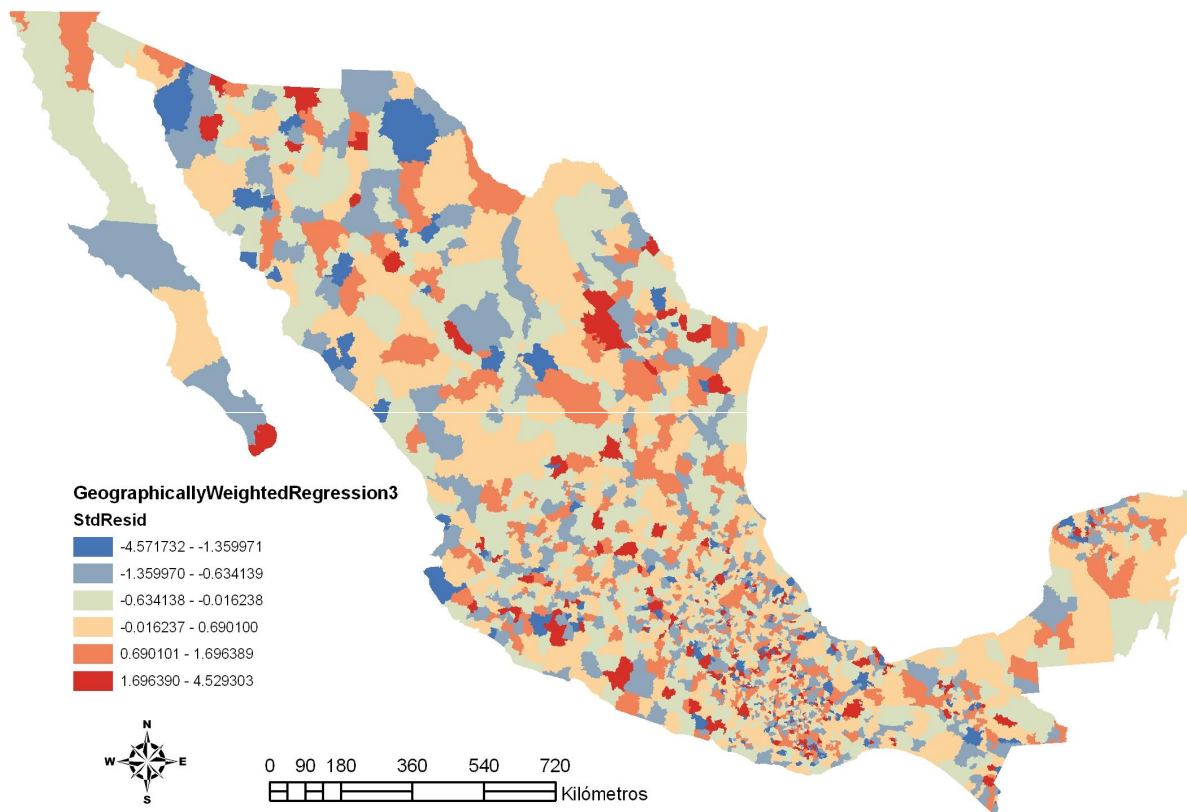 GeographicallyWeightedRegression3
StdResid
-4.571732 - -1.359971
-1.359970 - -0.634139
-0.634138 - -0.016238
-0.016237 - 0.690100
0.690101 - 1.696389
1.696390 - 4.529303
N
W E
S
0 90 180 360 540 720
Kilómetros